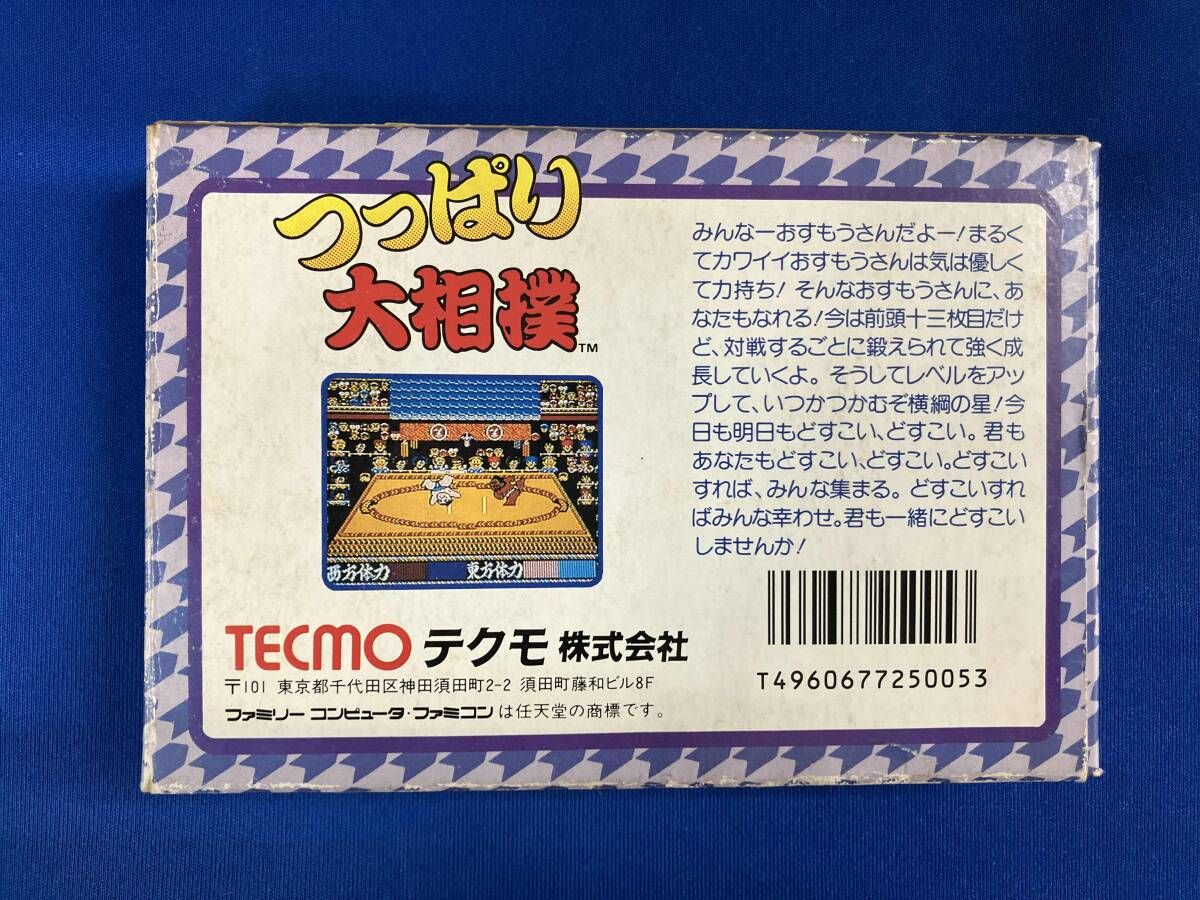 つっぱり
大相撲™
みんなーおすもうさんだよー!まるく
てカワイイおすもうさんは気は優しく
て力持ち! そんなおすもうさんに、あ
なたもなれる!今は前頭十三枚目だけ
ど、対戦するごとに鍛えられて強く成
長していくよ。そうしてレベルをアッ
プして、いつかつかむぞ横綱の星!今
日も明日もどすこい、どすこい。君も
あなたもどすこい、どすこい。どすこい
すれば、みんな集まる。どすこいすれ
ばみんな幸わせ。君も一緒にどすこい
しませんか!
西方体力 東方体力
TECMO テクモ 株式会社
〒101 東京都千代田区神田須田町2-2 須田町藤和ビル8F
ファミリーコンピュータ・ファミコンは任天堂の商標です。
T4960677250053